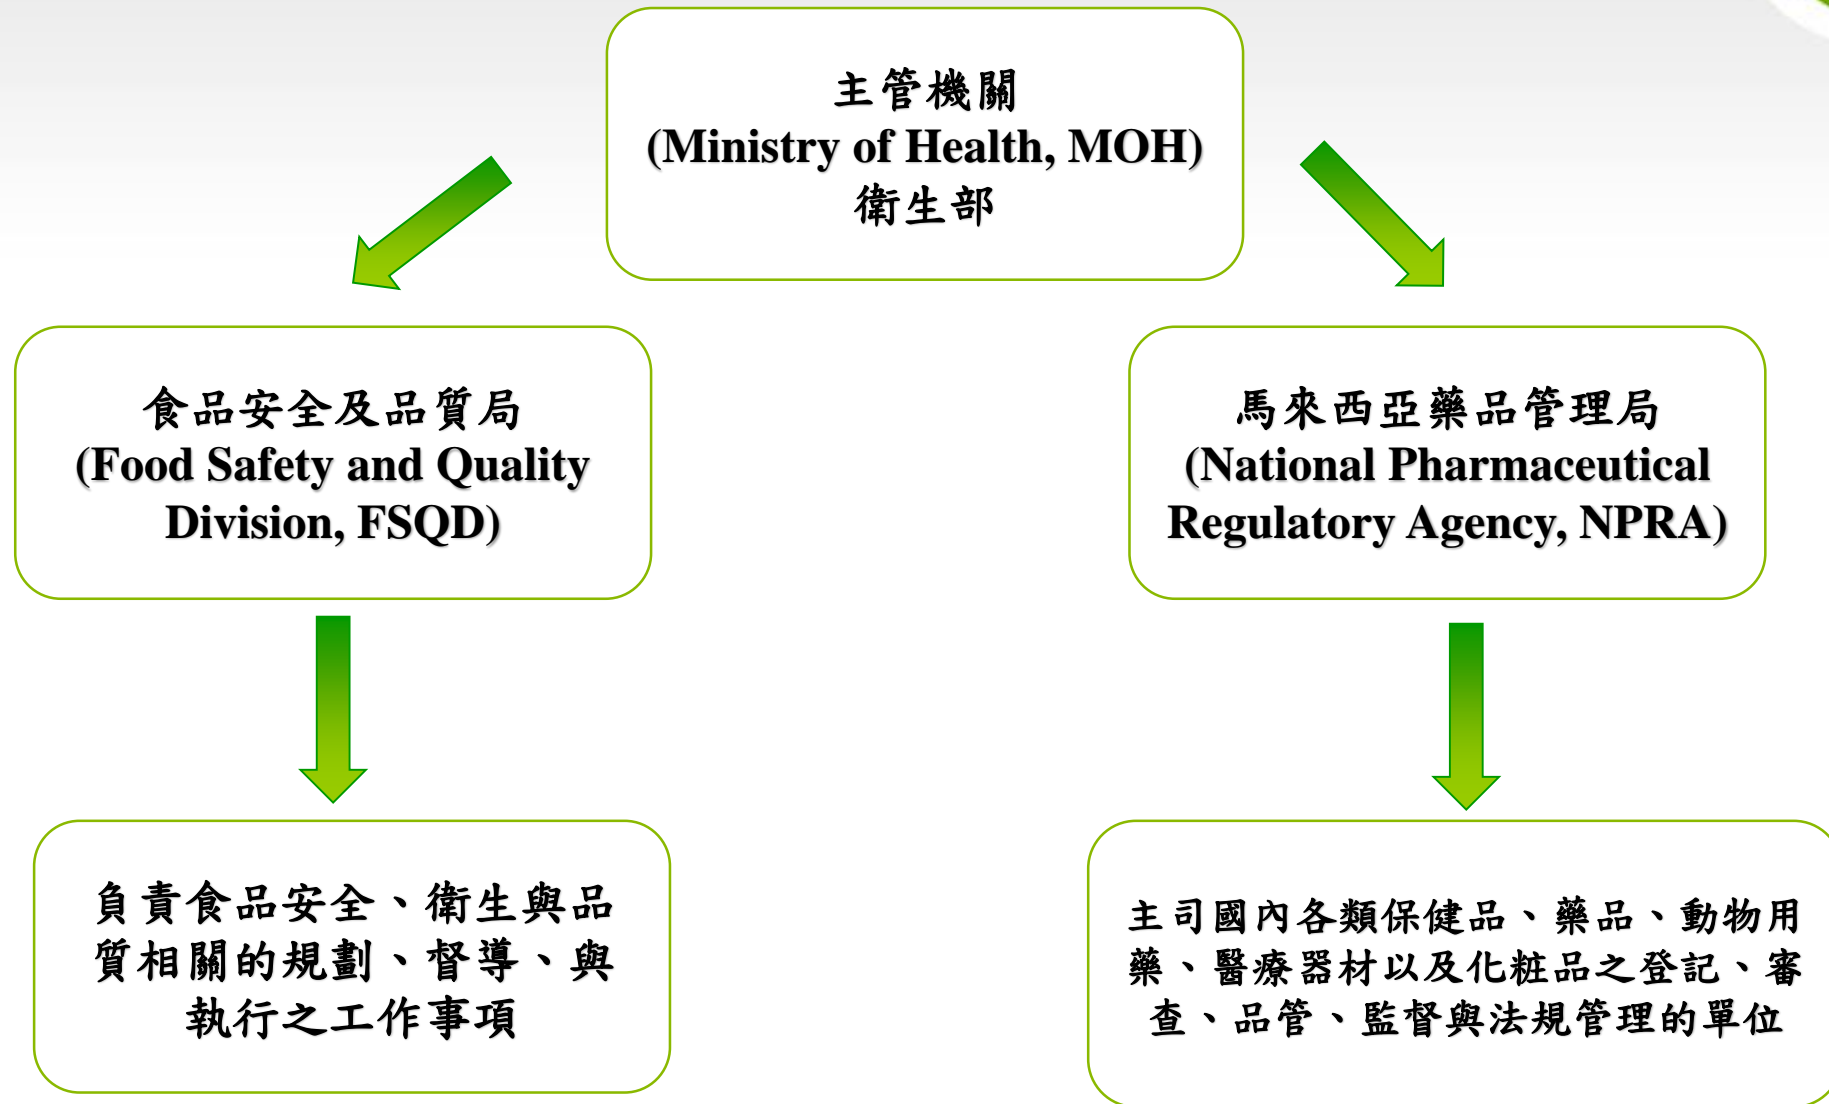 主管機關
(Ministry of Health, MOH)
衛生部
食品安全及品質局
(Food Safety and Quality
Division, FSQD)
馬來西亞藥品管理局
(National Pharmaceutical
Regulatory Agency, NPRA)
負責食品安全、衛生與品
質相關的規劃、督導、與
執行之工作事項
主司國內各類保健品、藥品、動物用
藥、醫療器材以及化粧品之登記、審
查、品管、監督與法規管理的單位